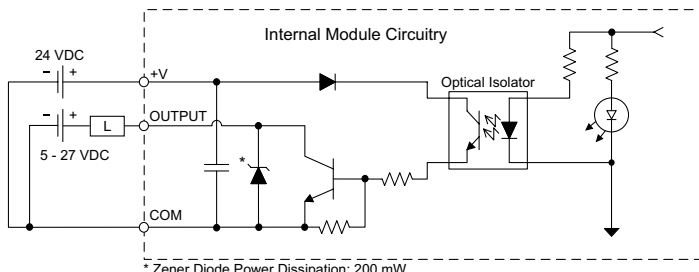 Internal Module Circuitry
24 VDC
− +
+V
Optical Isolator
− +
L
OUTPUT
5 - 27 VDC
*
COM
* Zener Diode Power Dissipation: 200 mW